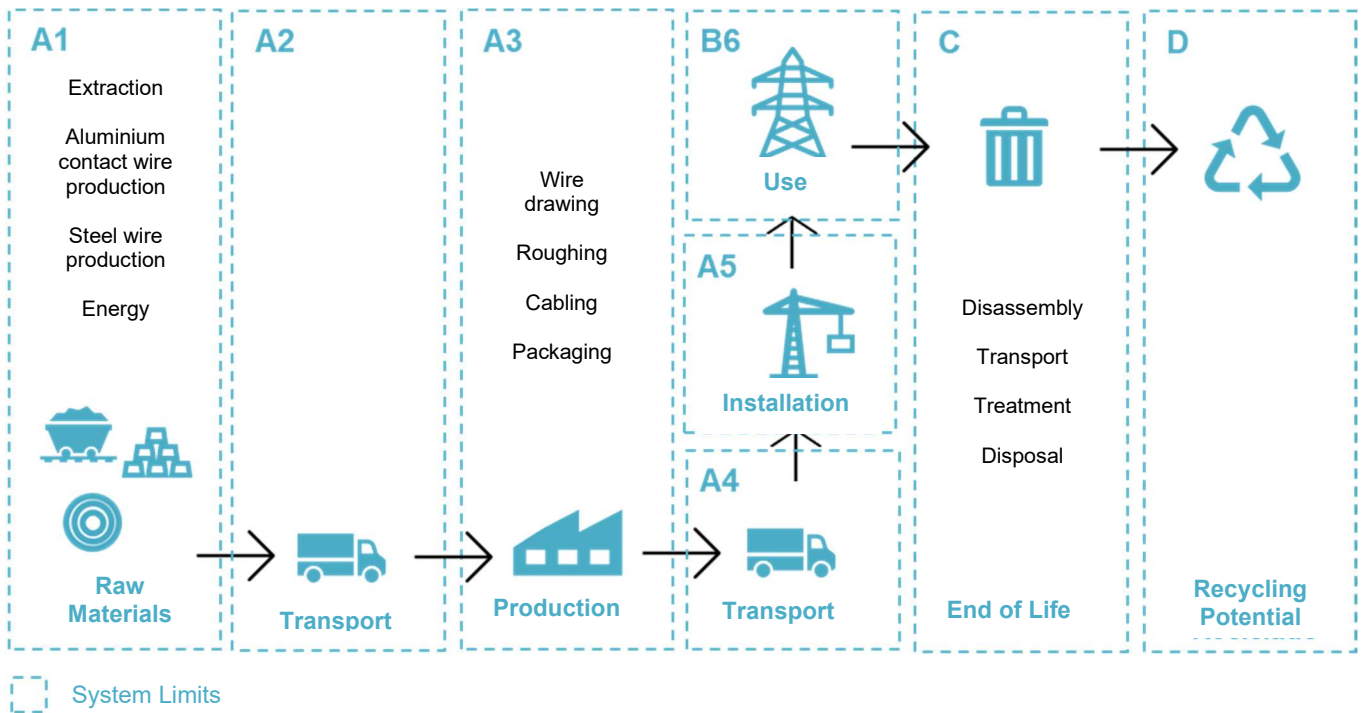 A1
Extraction
Aluminium
contact wire
production
Steel wire
production
Energy
Raw
Materials
A2
Transport
A3
Wire
drawing
Roughing
Cabling
Packaging
Production
A4
Transport
A5
Installation
B6
Use
C
Disassembly
Transport
Treatment
Disposal
End of Life
D
Recycling
Potential
System Limits